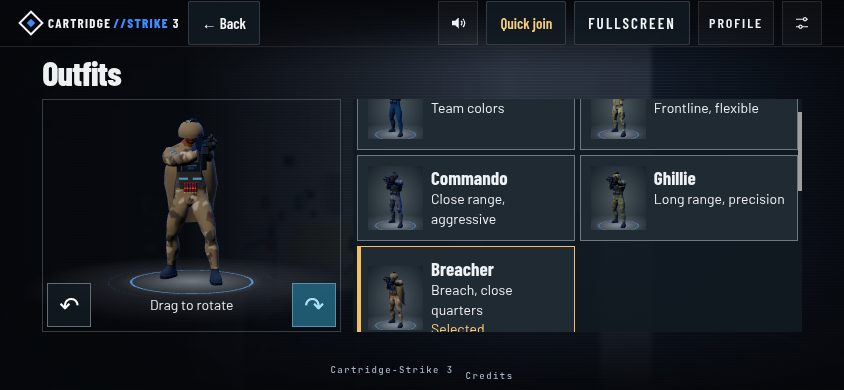 CARTRIDGE//STRIKE 3
← Back
Quick join
FULLSCREEN
PROFILE
Outfits
Team colors
Frontline, flexible
Commando
Close range,
aggressive
Ghillie
Long range, precision
Breacher
Breach, close
quarters
Selected
Drag to rotate
Cartridge-Strike 3
Credits